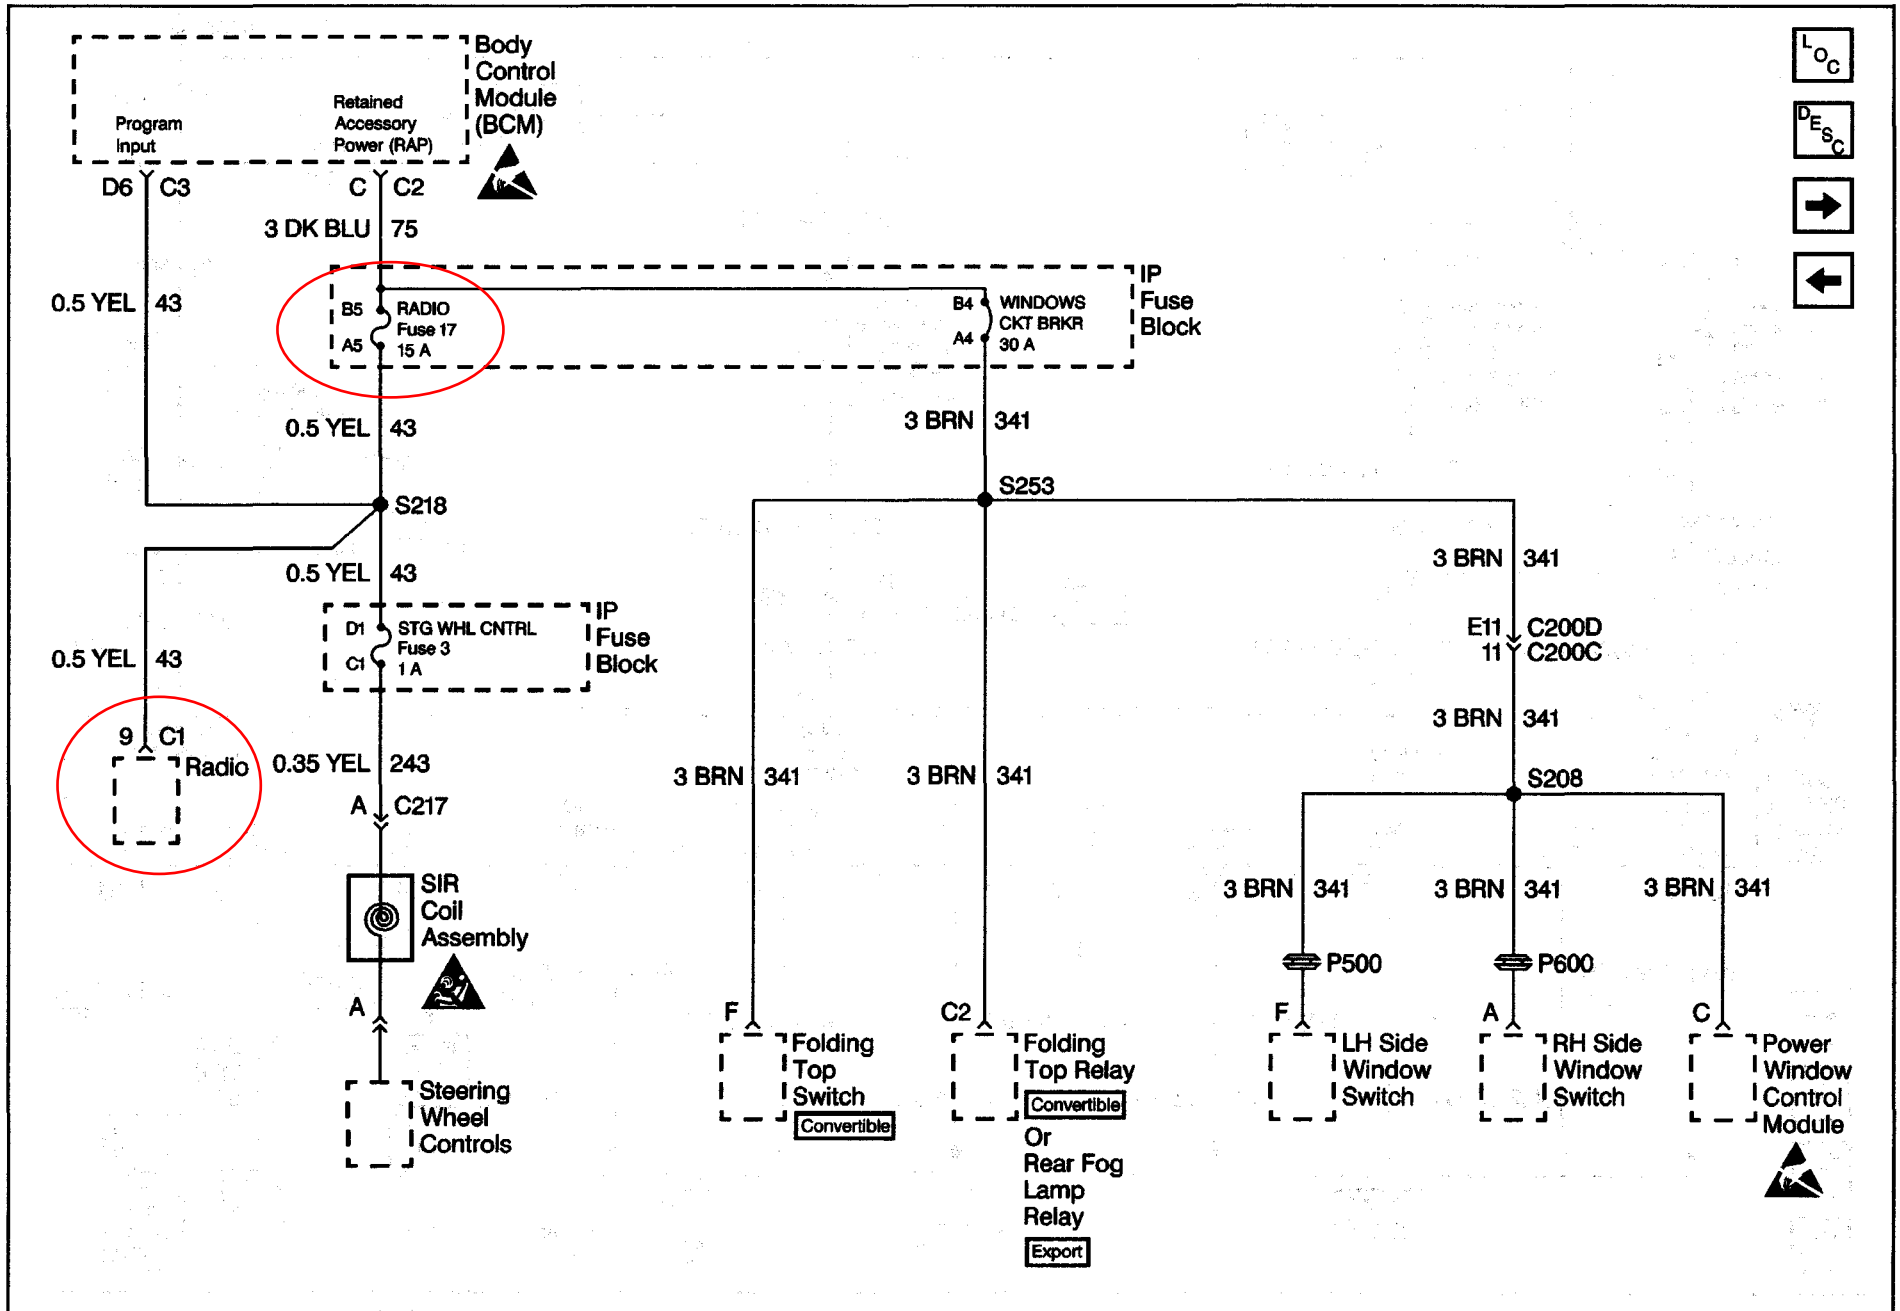 Body
Control
Module
(BCM)
Program
Input
Retained
Accessory
Power (RAP)
LOC
DESC
D6 C3
C C2
3 DK BLU 75
0.5 YEL 43
B5 RADIO
Fuse 17
A5 15 A
B4 WINDOWS
CKT BRKR
A4 30 A
IP
Fuse
Block
0.5 YEL 43
3 BRN 341
S218
S253
0.5 YEL 43
3 BRN 341
D1 STG WHL CNTRL
Fuse 3
C1 1 A
IP
Fuse
Block
E11 C200D
11 C200C
0.5 YEL 43
3 BRN 341
9 C1
Radio
0.35 YEL 243
3 BRN 341
3 BRN 341
S208
A C217
SIR
Coil
Assembly
3 BRN 341
3 BRN 341
3 BRN 341
P500
P600
A
F
C2
F
A
C
Steering
Wheel
Controls
Folding
Top
Switch
Convertible
Folding
Top Relay
Convertible
Or
Rear Fog
Lamp
Relay
Export
LH Side
Window
Switch
RH Side
Window
Switch
Power
Window
Control
Module